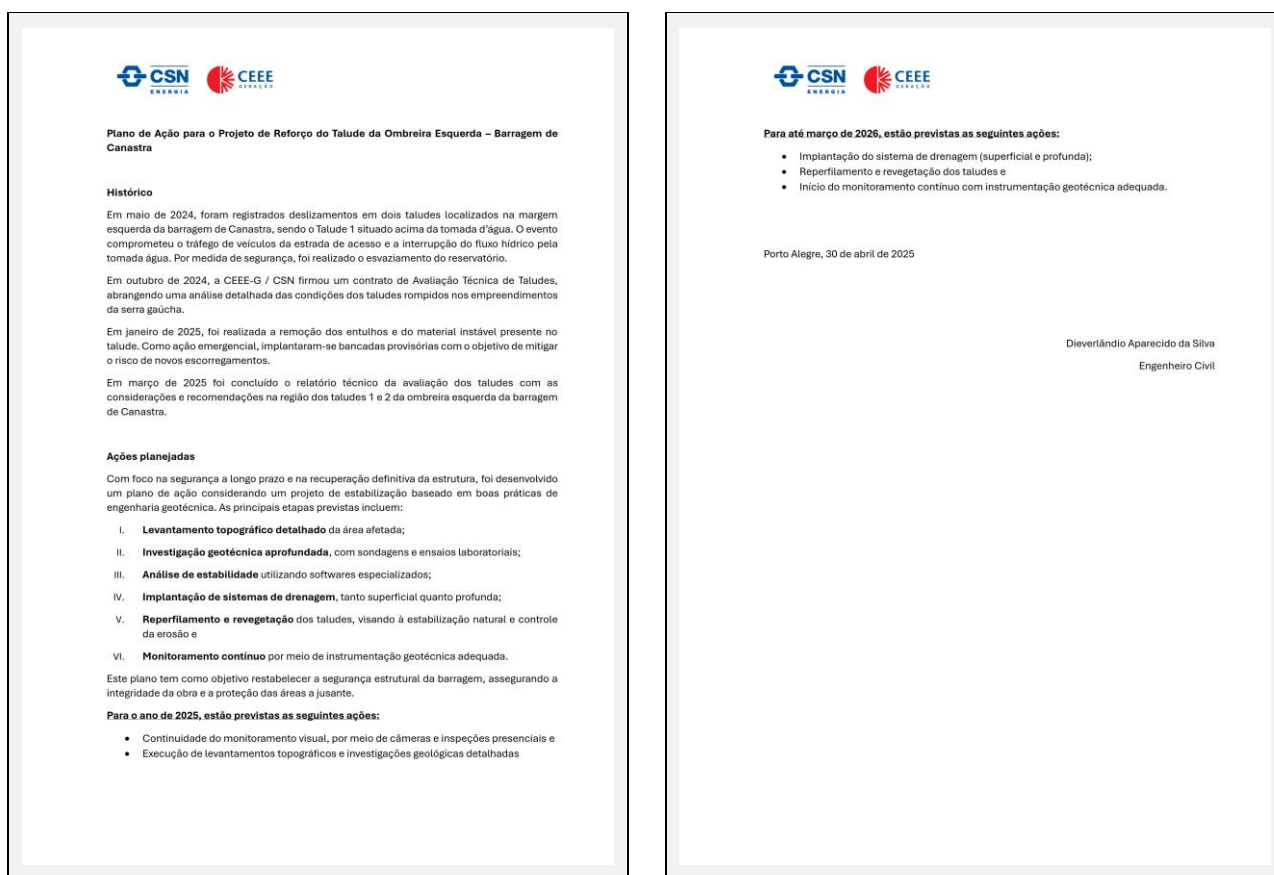 CSN
ENERGIA
CEEE
GERAÇÃO
Plano de Ação para o Projeto de Reforço do Talude da Ombreira Esquerda – Barragem de
Canastra
Histórico
Em maio de 2024, foram registrados deslizamentos em dois taludes localizados na margem
esquerda da barragem de Canastra, sendo o Talude 1 situado acima da tomada d'água. O evento
comprometeu o tráfego de veículos da estrada de acesso e a interrupção do fluxo hídrico pela
tomada água. Por medida de segurança, foi realizado o esvaziamento do reservatório.
Em outubro de 2024, a CEEE-G / CSN firmou um contrato de Avaliação Técnica de Taludes,
abrangendo uma análise detalhada das condições dos taludes rompidos nos empreendimentos
da serra gaúcha.
Em janeiro de 2025, foi realizada a remoção dos entulhos e do material instável presente no
talude. Como ação emergencial, implantaram-se bancadas provisórias com o objetivo de mitigar
o risco de novos escorregamentos.
Em março de 2025 foi concluído o relatório técnico da avaliação dos taludes com as
considerações e recomendações na região dos taludes 1 e 2 da ombreira esquerda da barragem
de Canastra.
Ações planejadas
Com foco na segurança a longo prazo e na recuperação definitiva da estrutura, foi desenvolvido
um plano de ação considerando um projeto de estabilização baseado em boas práticas de
engenharia geotécnica. As principais etapas previstas incluem:
I. Levantamento topográfico detalhado da área afetada;
II. Investigação geotécnica aprofundada, com sondagens e ensaios laboratoriais;
III. Análise de estabilidade utilizando softwares especializados;
IV. Implantação de sistemas de drenagem, tanto superficial quanto profunda;
V. Reperfilamento e revegetação dos taludes, visando à estabilização natural e controle
da erosão e
VI. Monitoramento contínuo por meio de instrumentação geotécnica adequada.
Este plano tem como objetivo restabelecer a segurança estrutural da barragem, assegurando a
integridade da obra e a proteção das áreas a jusante.
Para o ano de 2025, estão previstas as seguintes ações:
• Continuidade do monitoramento visual, por meio de câmeras e inspeções presenciais e
• Execução de levantamentos topográficos e investigações geológicas detalhadas
CSN
ENERGIA
CEEE
GERAÇÃO
Para até março de 2026, estão previstas as seguintes ações:
• Implantação do sistema de drenagem (superficial e profunda);
• Reperfilamento e revegetação dos taludes e
• Início do monitoramento contínuo com instrumentação geotécnica adequada.
Porto Alegre, 30 de abril de 2025
Dieverlândio Aparecido da Silva
Engenheiro Civil